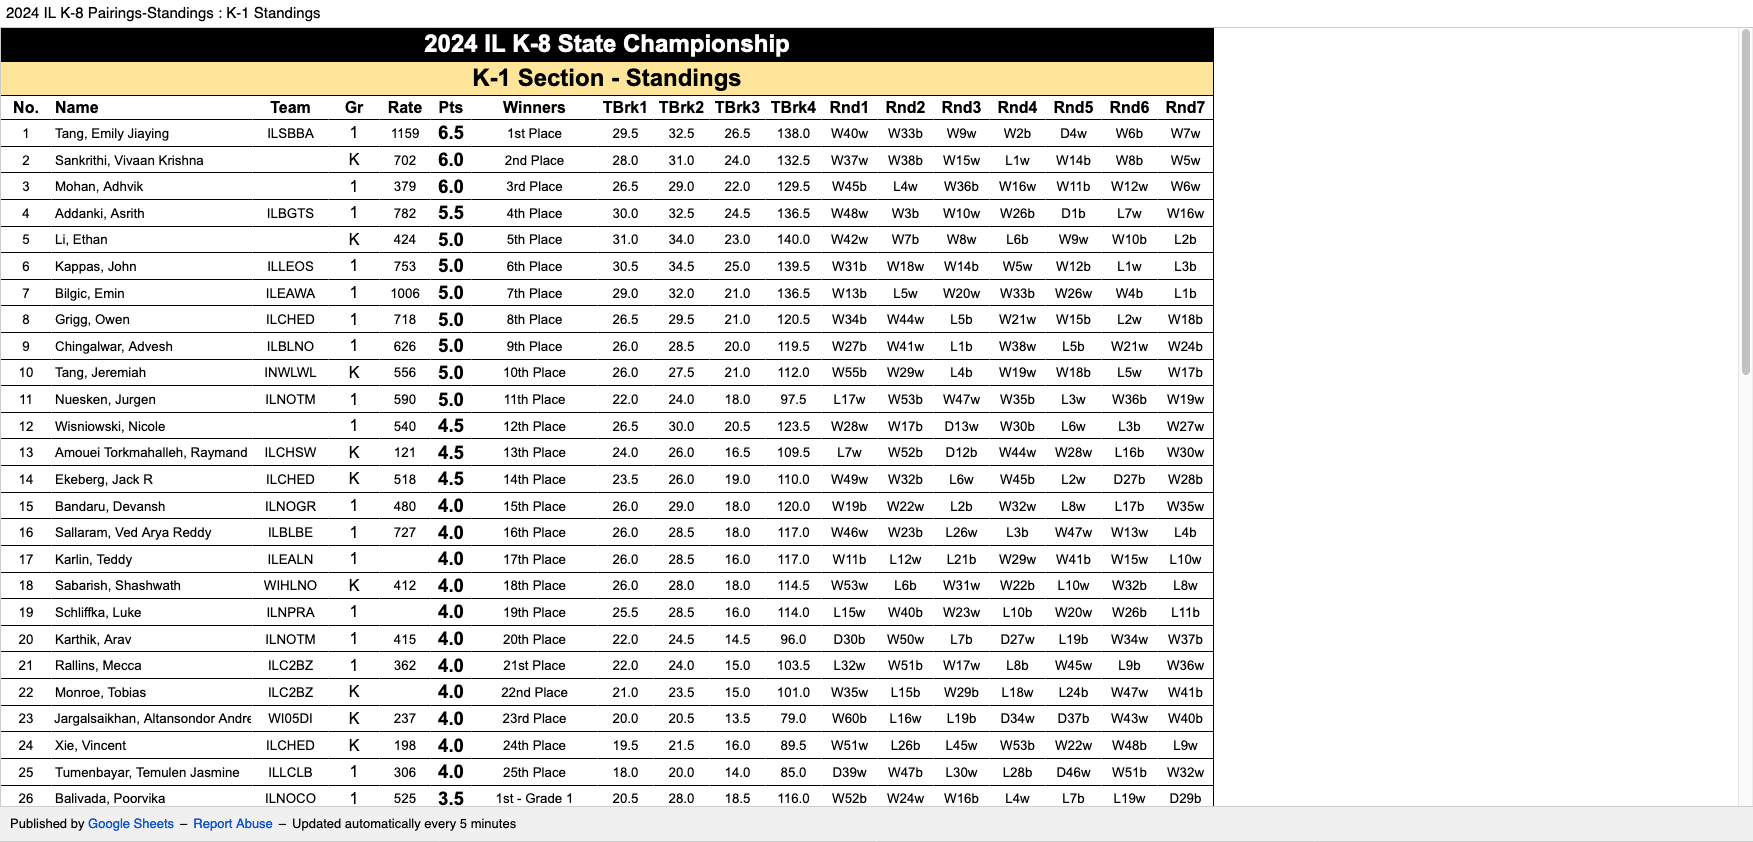 2024 IL K-8 Pairings-Standings : K-1 Standings
2024 IL K-8 State Championship
K-1 Section - Standings
No. Name Team Gr Rate Pts Winners TBrk1 TBrk2 TBrk3 TBrk4 Rnd1 Rnd2 Rnd3 Rnd4 Rnd5 Rnd6 Rnd7
1 Tang, Emily Jiaying ILSBBA 1 1159 6.5 1st Place 29.5 32.5 26.5 138.0 W40w W33b W9w W2b D4w W6b W7w
2 Sankrithi, Vivaan Krishna K 702 6.0 2nd Place 28.0 31.0 24.0 132.5 W37w W38b W15w L1w W14b W8b W5w
3 Mohan, Adhvik 1 379 6.0 3rd Place 26.5 29.0 22.0 129.5 W45b L4w W36b W16w W11b W12w W6w
4 Addanki, Asrith ILBGTS 1 782 5.5 4th Place 30.0 32.5 24.5 136.5 W48w W3b W10w W26b D1b L7w W16w
5 Li, Ethan K 424 5.0 5th Place 31.0 34.0 23.0 140.0 W42w W7b W8w L6b W9w W10b L2b
6 Kappas, John ILLEOS 1 753 5.0 6th Place 30.5 34.5 25.0 139.5 W31b W18w W14b W5w W12b L1w L3b
7 Bilgic, Emin ILEAWA 1 1006 5.0 7th Place 29.0 32.0 21.0 136.5 W13b L5w W20w W33b W26w W4b L1b
8 Grigg, Owen ILCHED 1 718 5.0 8th Place 26.5 29.5 21.0 120.5 W34b W44w L5b W21w W15b L2w W18b
9 Chingalwar, Advesh ILBLNO 1 626 5.0 9th Place 26.0 28.5 20.0 119.5 W27b W41w L1b W38w L5b W21w W24b
10 Tang, Jeremiah INWLWL K 556 5.0 10th Place 26.0 27.5 21.0 112.0 W55b W29w L4b W19w W18b L5w W17b
11 Nuesken, Jurgen ILNOTM 1 590 5.0 11th Place 22.0 24.0 18.0 97.5 L17w W53b W47w W35b L3w W36b W19w
12 Wisniowski, Nicole 1 540 4.5 12th Place 26.5 30.0 20.5 123.5 W28w W17b D13w W30b L6w L3b W27w
13 Amouei Torkmahalleh, Raymand ILCHSW K 121 4.5 13th Place 24.0 26.0 16.5 109.5 L7w W52b D12b W44w W28w L16b W30w
14 Ekeberg, Jack R ILCHED K 518 4.5 14th Place 23.5 26.0 19.0 110.0 W49w W32b L6w W45b L2w D27b W28b
15 Bandaru, Devansh ILNOGR 1 480 4.0 15th Place 26.0 29.0 18.0 120.0 W19b W22w L2b W32w L8w L17b W35w
16 Sallaram, Ved Arya Reddy ILBLBE 1 727 4.0 16th Place 26.0 28.5 18.0 117.0 W46w W23b L26w L3b W47w W13w L4b
17 Karlin, Teddy ILEALN 1 4.0 17th Place 26.0 28.5 16.0 117.0 W11b L12w L21b W29w W41b W15w L10w
18 Sabarish, Shashwath WIHLNO K 412 4.0 18th Place 26.0 28.0 18.0 114.5 W53w L6b W31w W22b L10w W32b L8w
19 Schliffka, Luke ILNPRA 1 4.0 19th Place 25.5 28.5 16.0 114.0 L15w W40b W23w L10b W20w W26b L11b
20 Karthik, Arav ILNOTM 1 415 4.0 20th Place 22.0 24.5 14.5 96.0 D30b W50w L7b D27w L19b W34w W37b
21 Rallins, Mecca ILC2BZ 1 362 4.0 21st Place 22.0 24.0 15.0 103.5 L32w W51b W17w L8b W45w L9b W36w
22 Monroe, Tobias ILC2BZ K 4.0 22nd Place 21.0 23.5 15.0 101.0 W35w L15b W29b L18w L24b W47w W41b
23 Jargalsaikhan, Altansondor Andre WI05DI K 237 4.0 23rd Place 20.0 20.5 13.5 79.0 W60b L16w L19b D34w D37b W43w W40b
24 Xie, Vincent ILCHED K 198 4.0 24th Place 19.5 21.5 16.0 89.5 W51w L26b L45w W53b W22w W48b L9w
25 Tumenbayar, Temulen Jasmine ILLCLB 1 306 4.0 25th Place 18.0 20.0 14.0 85.0 D39w W47b L30w L28b D46w W51b W32w
26 Balivada, Poorvika ILNOCO 1 525 3.5 1st - Grade 1 20.5 28.0 18.5 116.0 W52b W24w W16b L4w L7b L19w D29b
Published by Google Sheets – Report Abuse – Updated automatically every 5 minutes